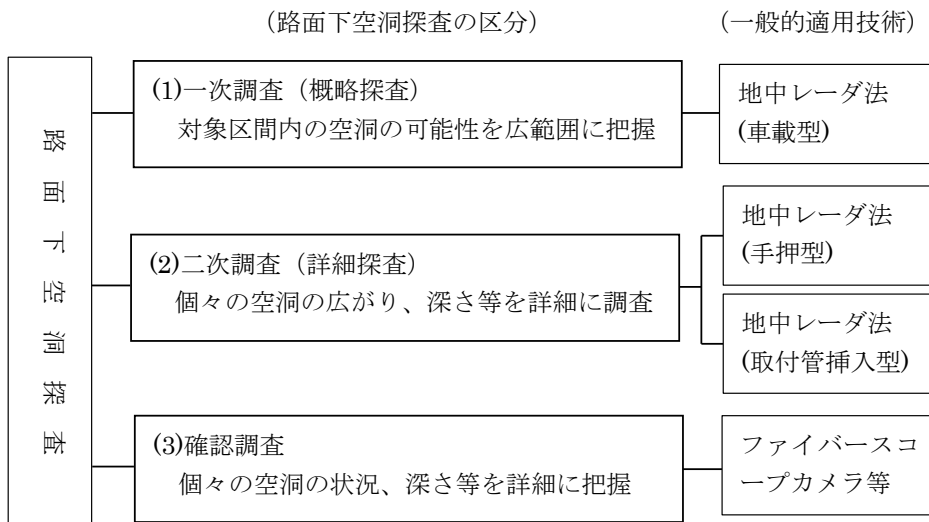 (路面下空洞探査の区分)
(一般的適用技術)
路面下空洞探査
(1)一次調査（概略探査）
対象区間内の空洞の可能性を広範囲に把握
地中レーダ法
(車載型)
(2)二次調査（詳細探査）
個々の空洞の広がり、深さ等を詳細に調査
地中レーダ法
(手押型)
地中レーダ法
(取付管挿入型)
(3)確認調査
個々の空洞の状況、深さ等を詳細に把握
ファイバースコ
ープカメラ等